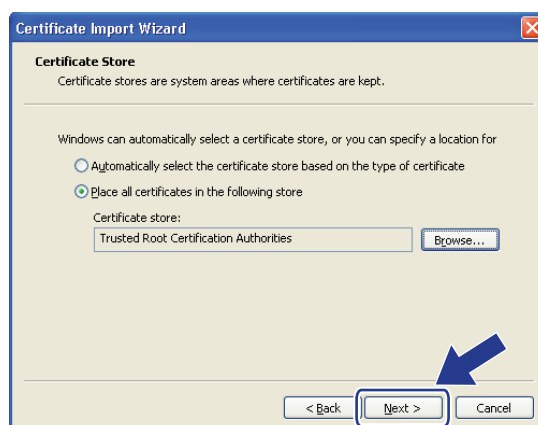 Certificate Import Wizard
Certificate Store
Certificate stores are system areas where certificates are kept.
Windows can automatically select a certificate store, or you can specify a location for
Automatically select the certificate store based on the type of certificate
Place all certificates in the following store
Certificate store:
Trusted Root Certification Authorities
Browse...
< Back
Next >
Cancel